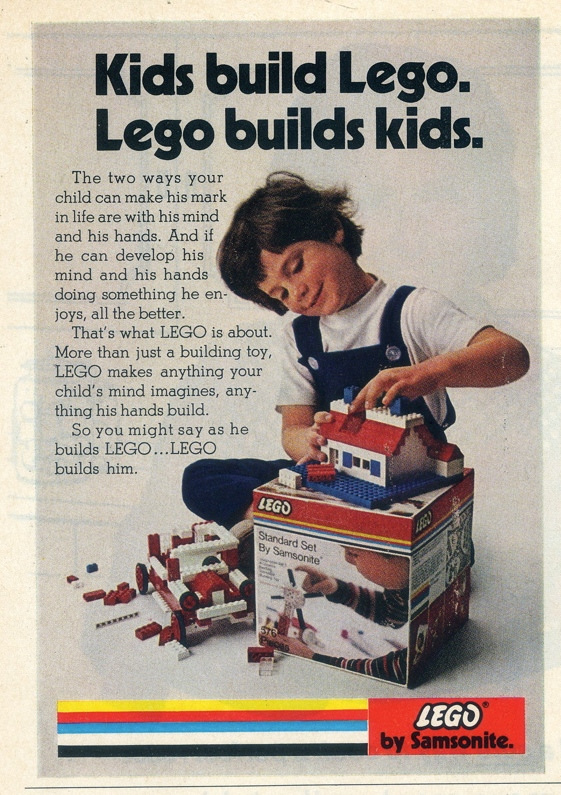 Kids build Lego.
Lego builds kids.
The two ways your
child can make his mark
in life are with his mind
and his hands. And if
he can develop his
mind and his hands
doing something he en-
joys, all the better.
That's what LEGO is about.
More than just a building toy,
LEGO makes anything your
child's mind imagines, any-
thing his hands build.
So you might say as he
builds LEGO...LEGO
builds him.
LEGO
LEGO
Standard Set
By Samsonite®
576
LEGO®
by Samsonite.